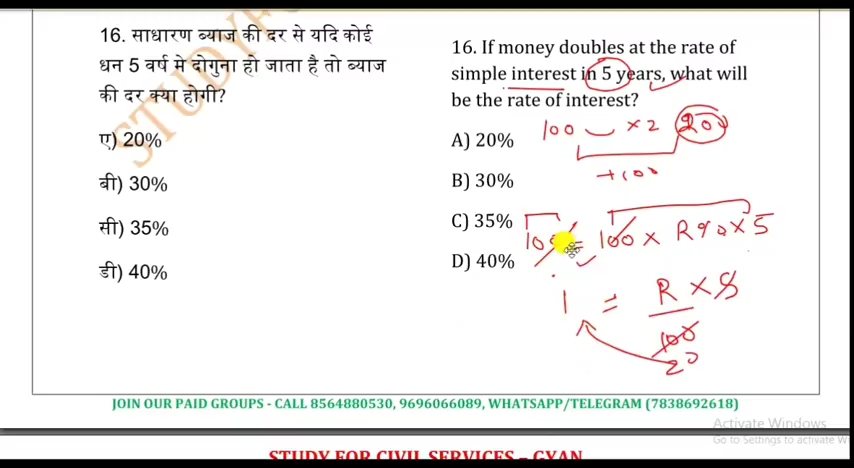 16. साधारण ब्याज की दर से यदि कोई
धन 5 वर्ष मे दोगुना हो जाता है तो ब्याज
की दर क्या होगी?
ए) 20%
बी) 30%
सी) 35%
डी) 40%
16. If money doubles at the rate of
simple interest in 5 years, what will
be the rate of interest?
A) 20%
B) 30%
C) 35%
D) 40%
100 ×2 200
+100
100 = 100 × R% × 5
1 = R × 5
100
20
JOIN OUR PAID GROUPS - CALL 8564880530, 9696066089, WHATSAPP/TELEGRAM (7838692618)
Activate Windows
Go to Settings to activate W
STUDY FOR CIVIL SERVICES – GYAN